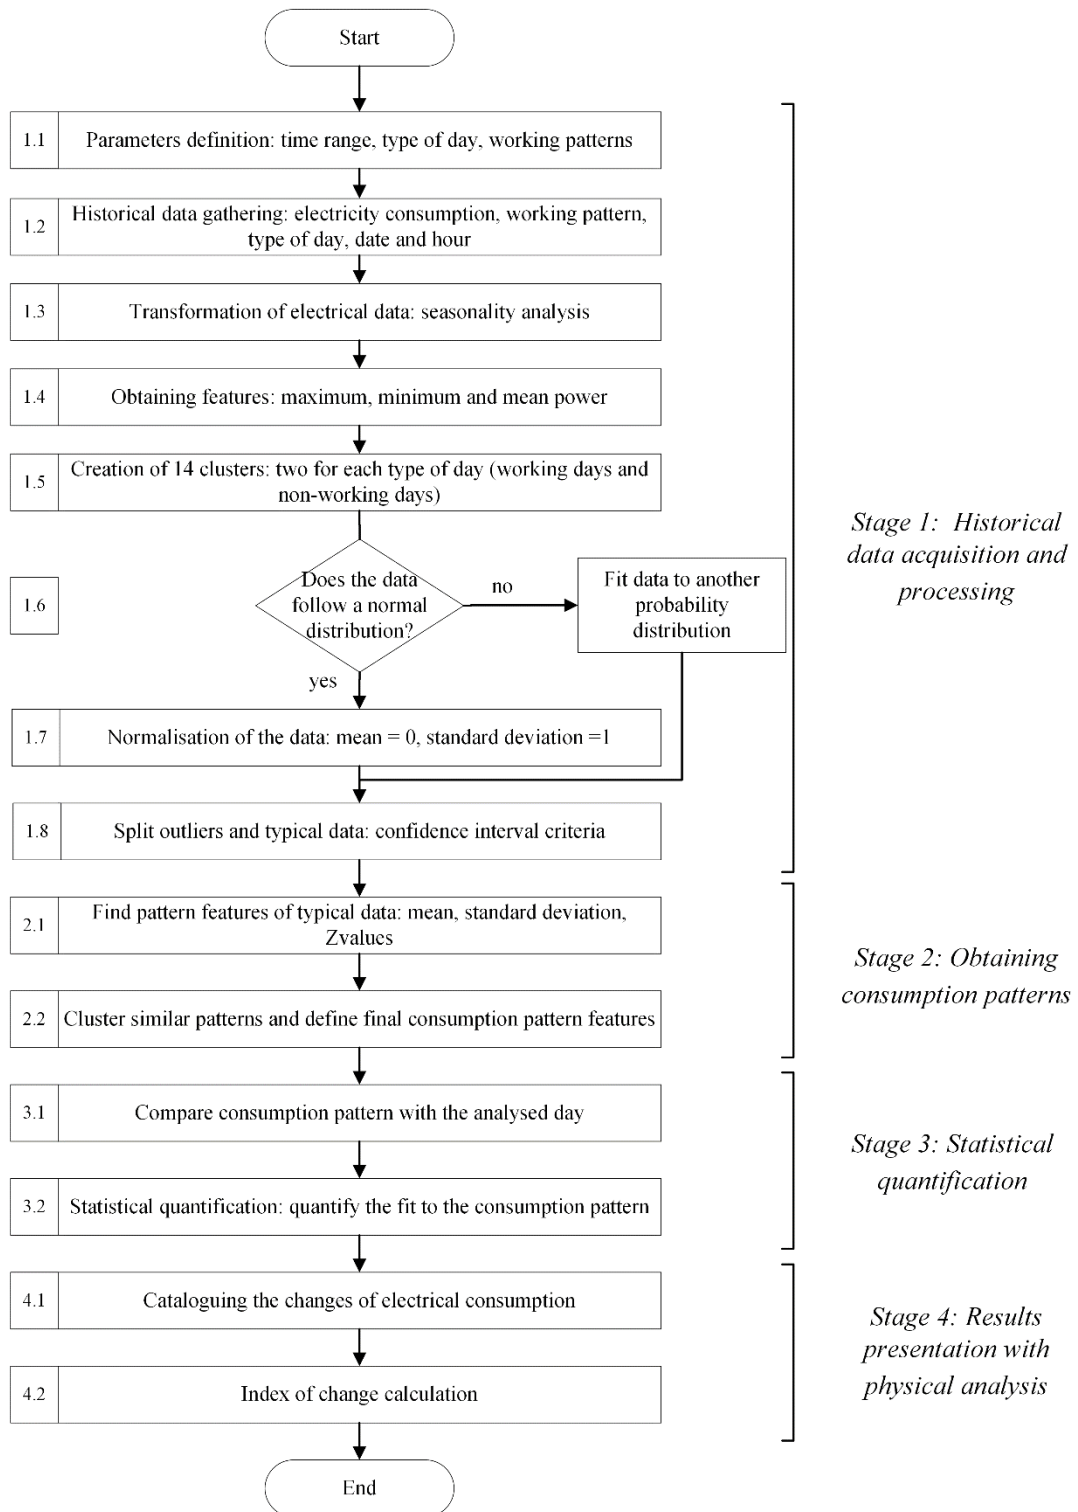 Start
1.1
Parameters definition: time range, type of day, working patterns
1.2
Historical data gathering: electricity consumption, working pattern,
type of day, date and hour
1.3
Transformation of electrical data: seasonality analysis
1.4
Obtaining features: maximum, minimum and mean power
1.5
Creation of 14 clusters: two for each type of day (working days and
non-working days)
1.6
Does the data
follow a normal
distribution?
no
Fit data to another
probability
distribution
yes
1.7
Normalisation of the data: mean = 0, standard deviation =1
1.8
Split outliers and typical data: confidence interval criteria
Stage 1: Historical
data acquisition and
processing
2.1
Find pattern features of typical data: mean, standard deviation,
Zvalues
2.2
Cluster similar patterns and define final consumption pattern features
Stage 2: Obtaining
consumption patterns
3.1
Compare consumption pattern with the analysed day
3.2
Statistical quantification: quantify the fit to the consumption pattern
Stage 3: Statistical
quantification
4.1
Cataloguing the changes of electrical consumption
4.2
Index of change calculation
Stage 4: Results
presentation with
physical analysis
End